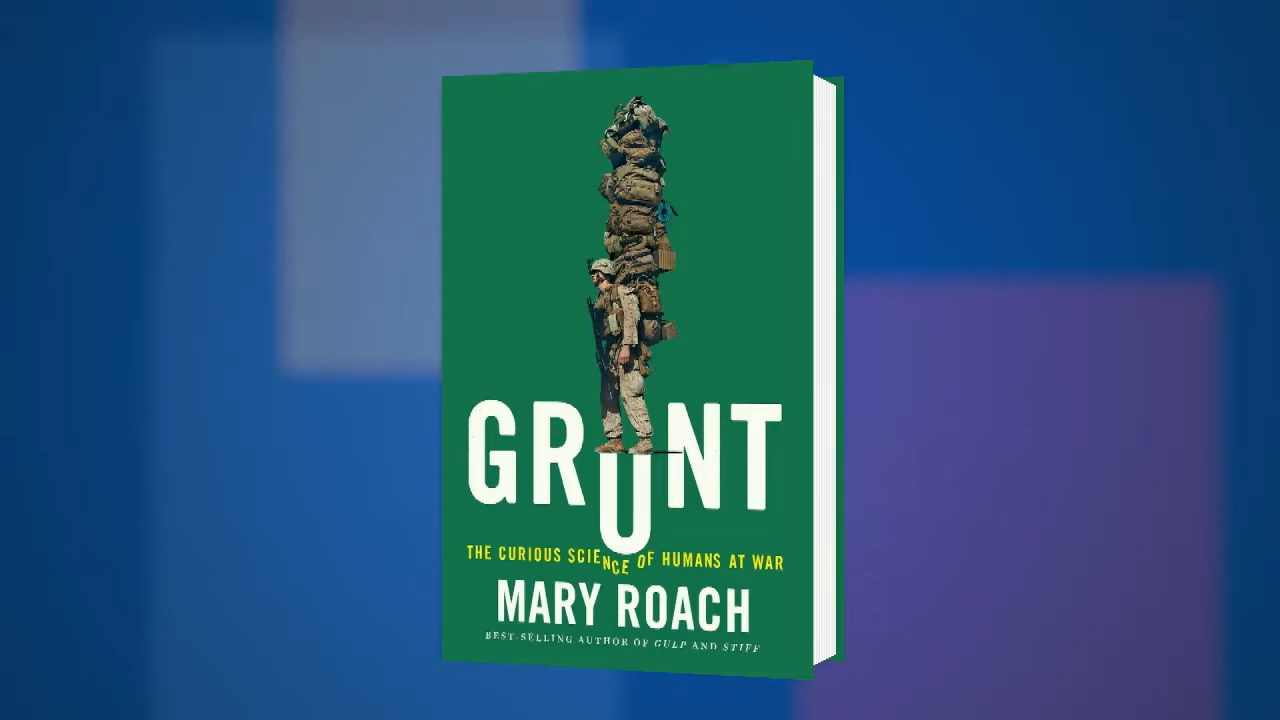 GRUNT
THE CURIOUS SCIENCE OF HUMANS AT WAR
MARY ROACH
BEST-SELLING AUTHOR OF GULP AND STIFF